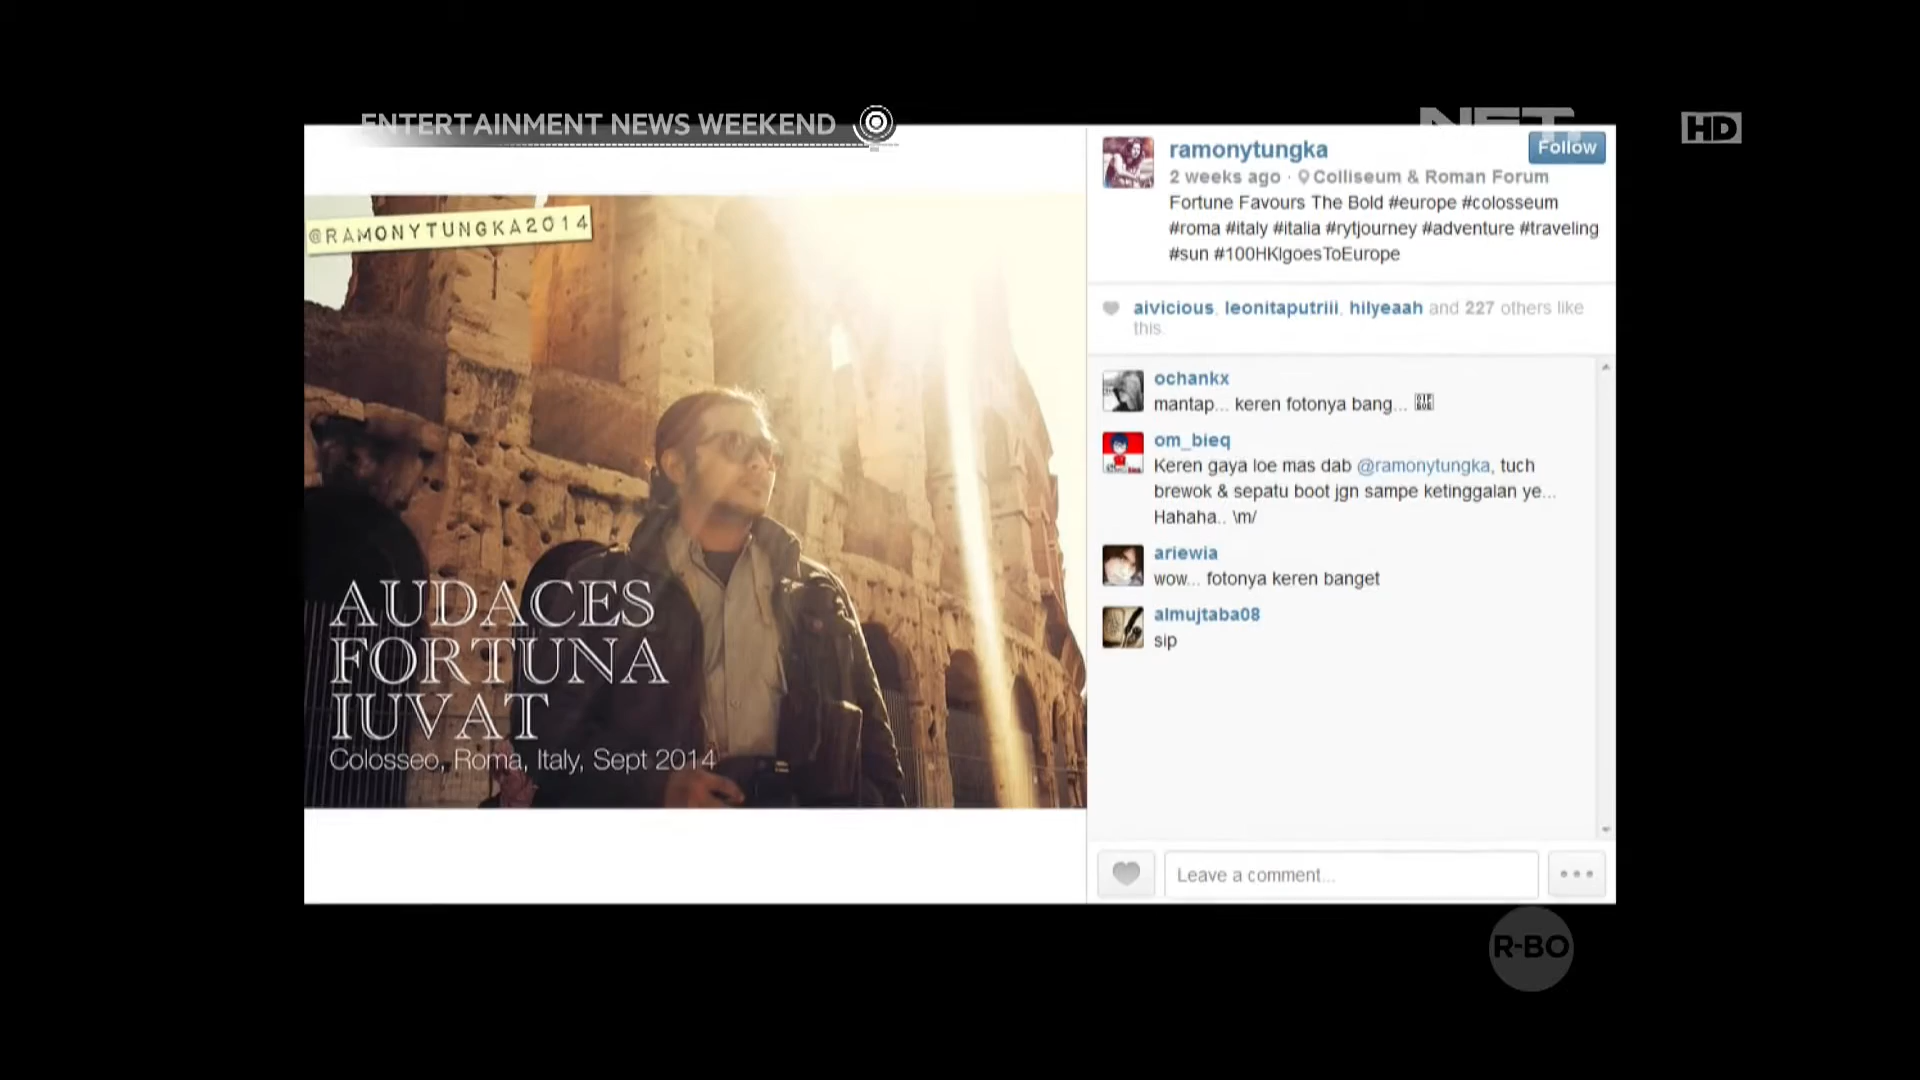 ENTERTAINMENT NEWS WEEKEND
NET.
HD
@RAMONYTUNGKA2014
AUDACES
FORTUNA
IUVAT
Colosseo, Roma, Italy, Sept 2014
ramonytungka
Follow
2 weeks ago · Colliseum & Roman Forum
Fortune Favours The Bold #europe #colosseum
#roma #italy #italia #rytjourney #adventure #traveling
#sun #100HKIgoesToEurope
aivicious, leonitaputriii, hilyeaah and 227 others like
this.
ochankx
mantap... keren fotonya bang...
om_bieq
Keren gaya loe mas dab @ramonytungka, tuch
brewok & sepatu boot jgn sampe ketinggalan ye...
Hahaha.. \m/
ariewia
wow... fotonya keren banget
almujtaba08
sip
Leave a comment...
R-BO